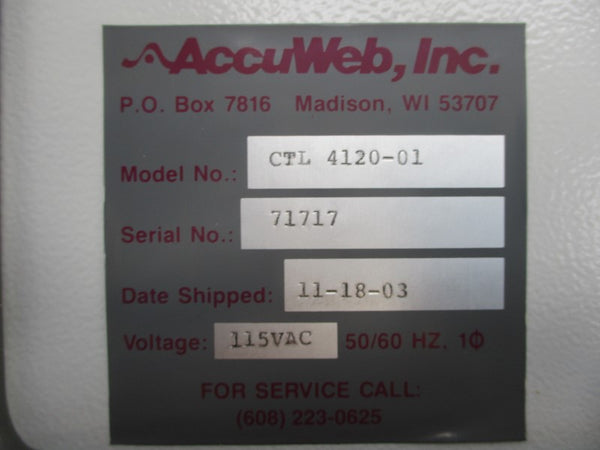 AccuWeb, Inc.
P.O. Box 7816 Madison, WI 53707
Model No.: CTL 4120-01
Serial No.: 71717
Date Shipped: 11-18-03
Voltage: 115VAC 50/60 HZ, 1Φ
FOR SERVICE CALL:
(608) 223-0625